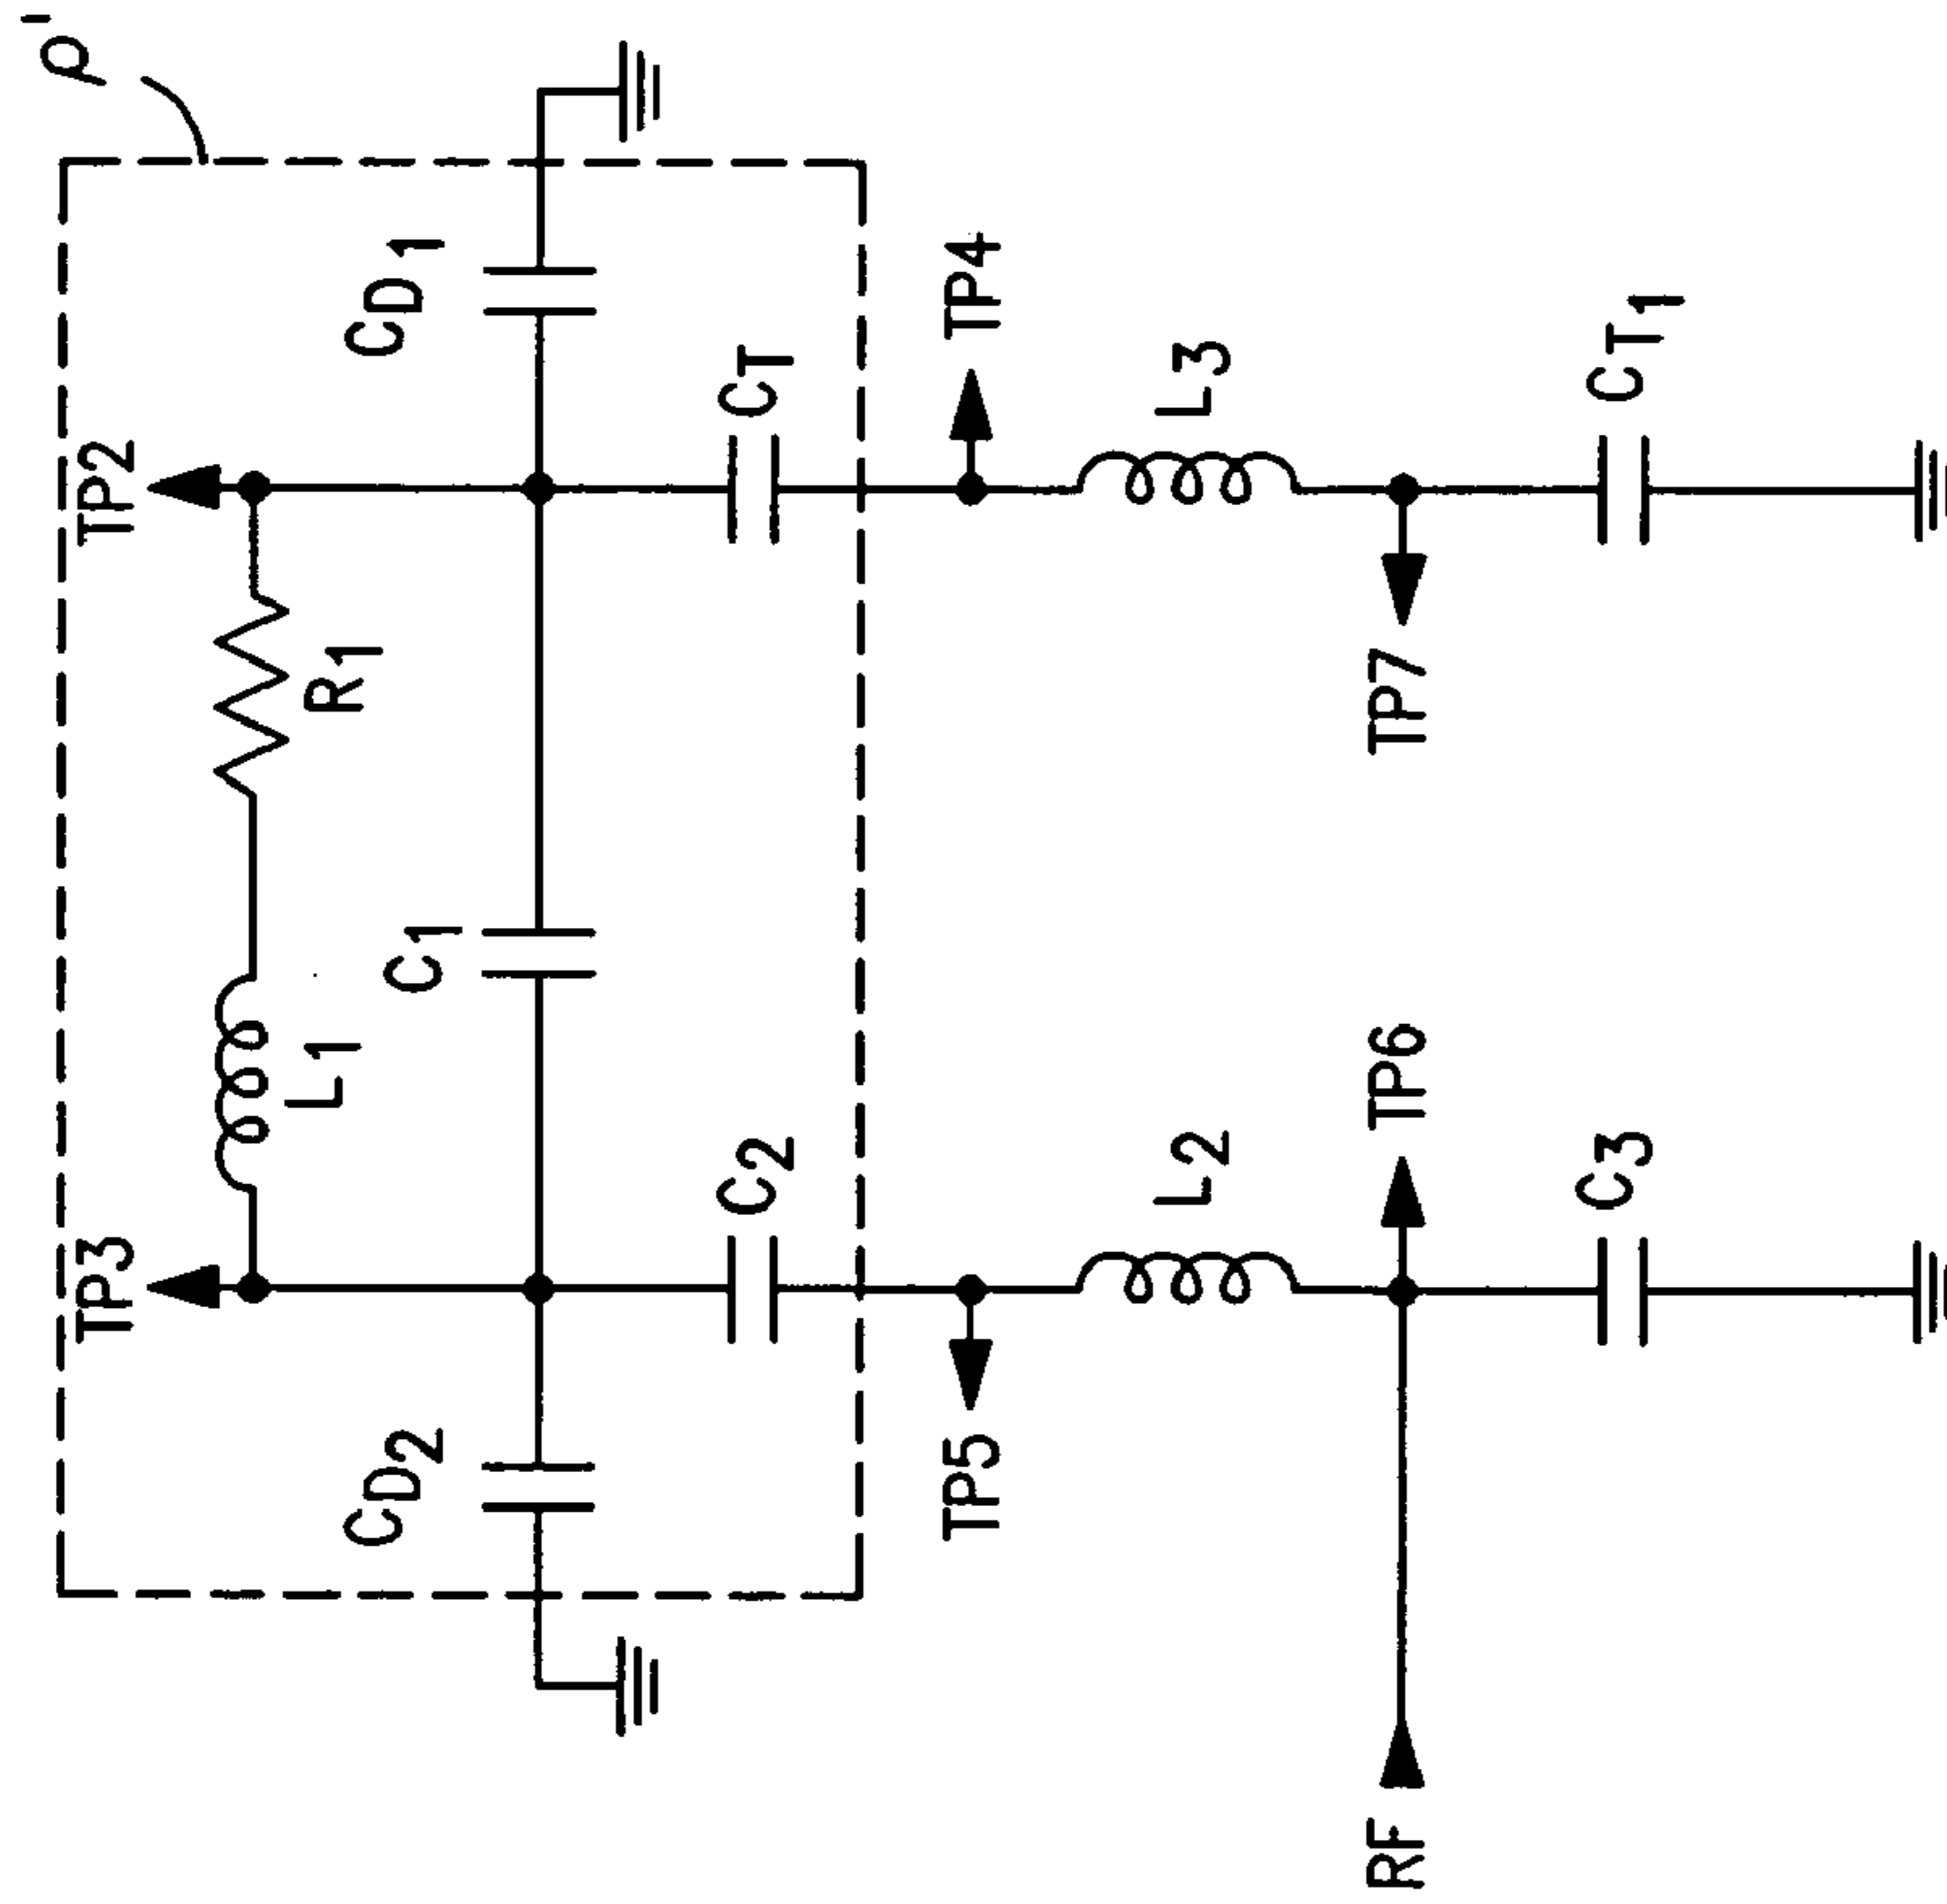 ρ'
TP3
TP2
L1
R1
CD2
C1
CD1
C2
CT
TP5
TP4
L2
L3
RF
TP6
TP7
C3
CT1